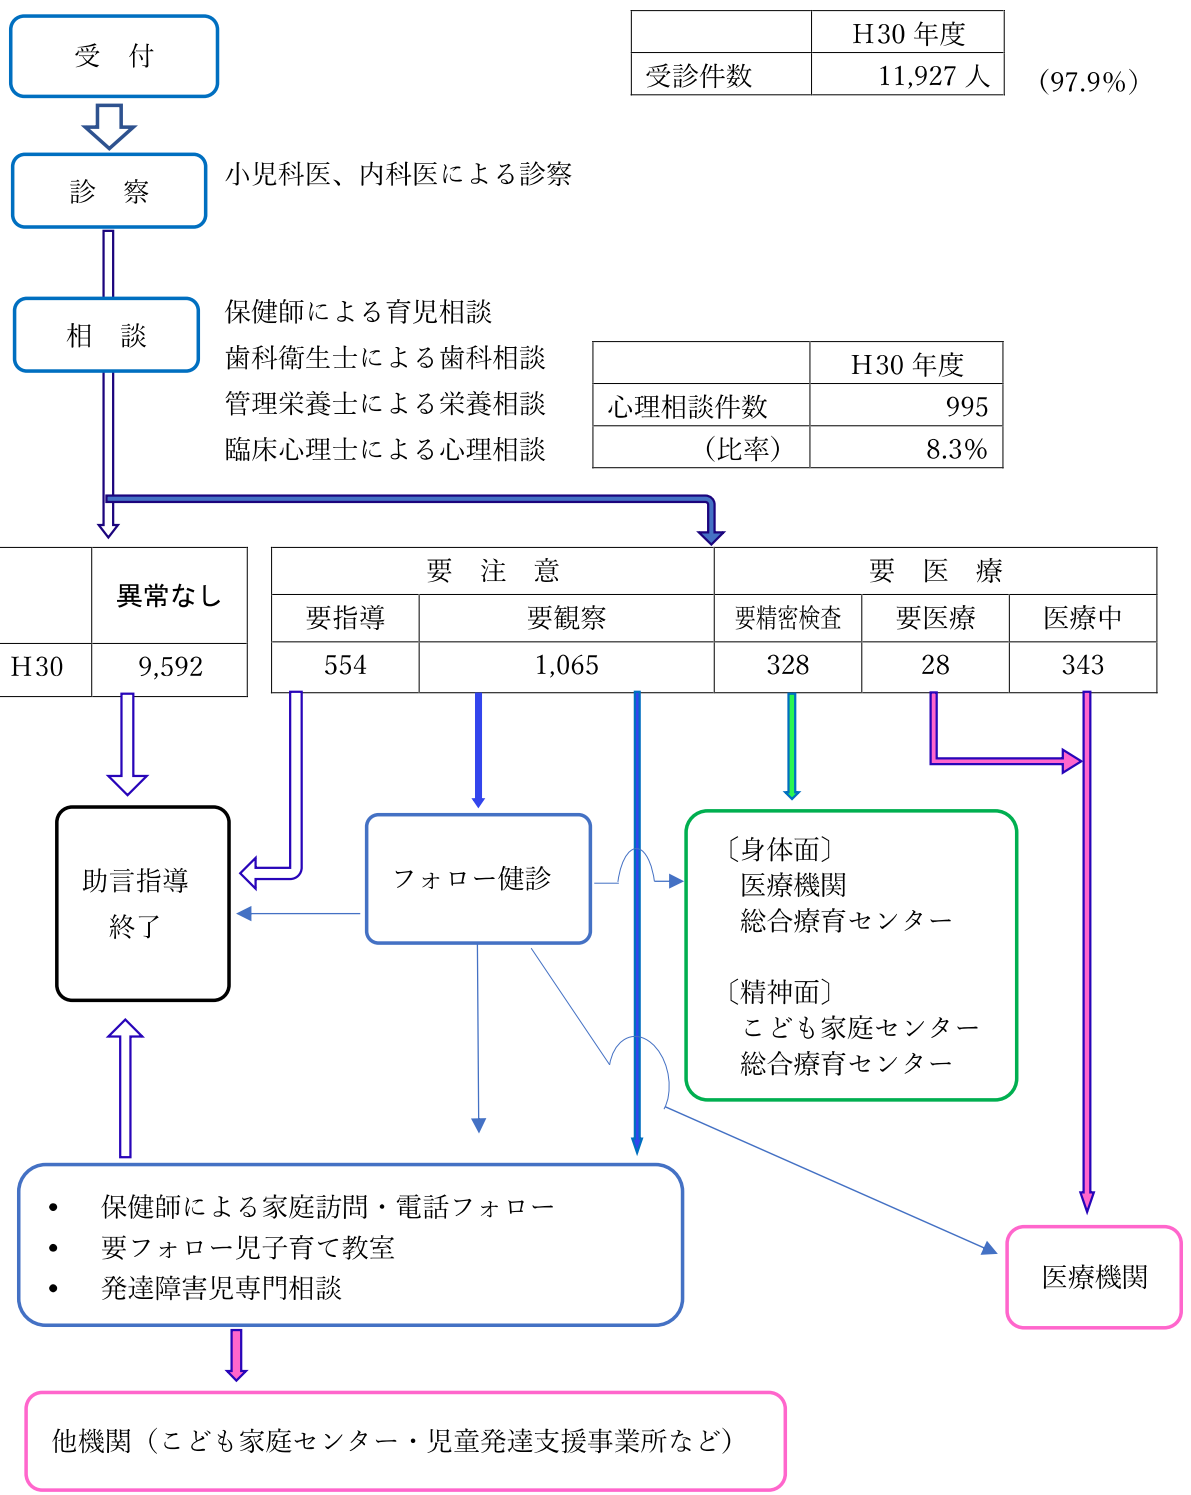 受　付
H30 年度
受診件数　11,927 人　（97.9%）
診　察
小児科医、内科医による診察
相　談
保健師による育児相談
歯科衛生士による歯科相談
管理栄養士による栄養相談
臨床心理士による心理相談
H30 年度
心理相談件数　995
（比率）　8.3%
異常なし
H30　9,592
要　注　意　要　医　療
要指導　要観察　要精密検査　要医療　医療中
554　1,065　328　28　343
助言指導
終了
フォロー健診
〔身体面〕
医療機関
総合療育センター
〔精神面〕
こども家庭センター
総合療育センター
• 保健師による家庭訪問・電話フォロー
• 要フォロー児子育て教室
• 発達障害児専門相談
医療機関
他機関（こども家庭センター・児童発達支援事業所など）